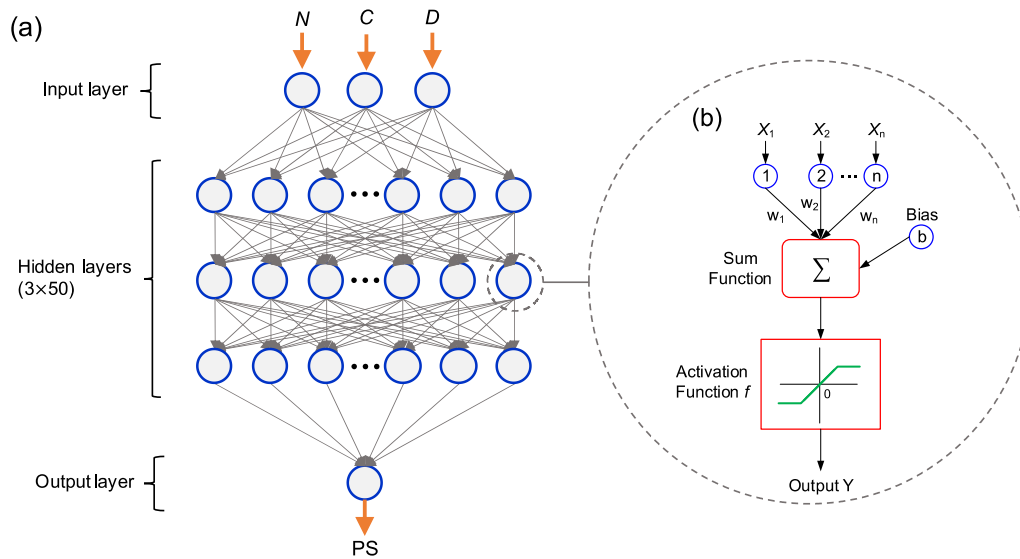 (a)
N C D
Input layer
Hidden layers
(3×50)
Output layer
PS
(b)
X1 X2 Xn
1 2 n
w1 w2 wn
Bias
b
Sum
Function
Σ
Activation
Function f
0
Output Y